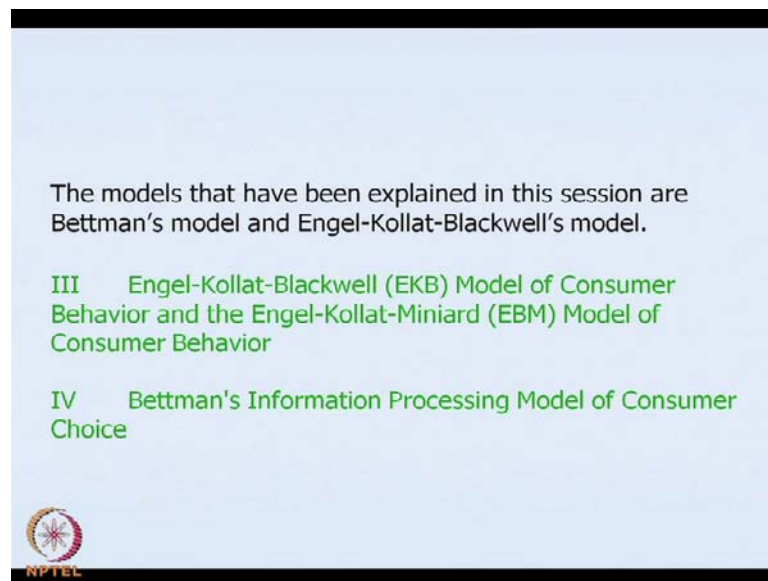 The models that have been explained in this session are
Bettman's model and Engel-Kollat-Blackwell's model.
III Engel-Kollat-Blackwell (EKB) Model of Consumer
Behavior and the Engel-Kollat-Miniard (EBM) Model of
Consumer Behavior
IV Bettman's Information Processing Model of Consumer
Choice
NPTEL